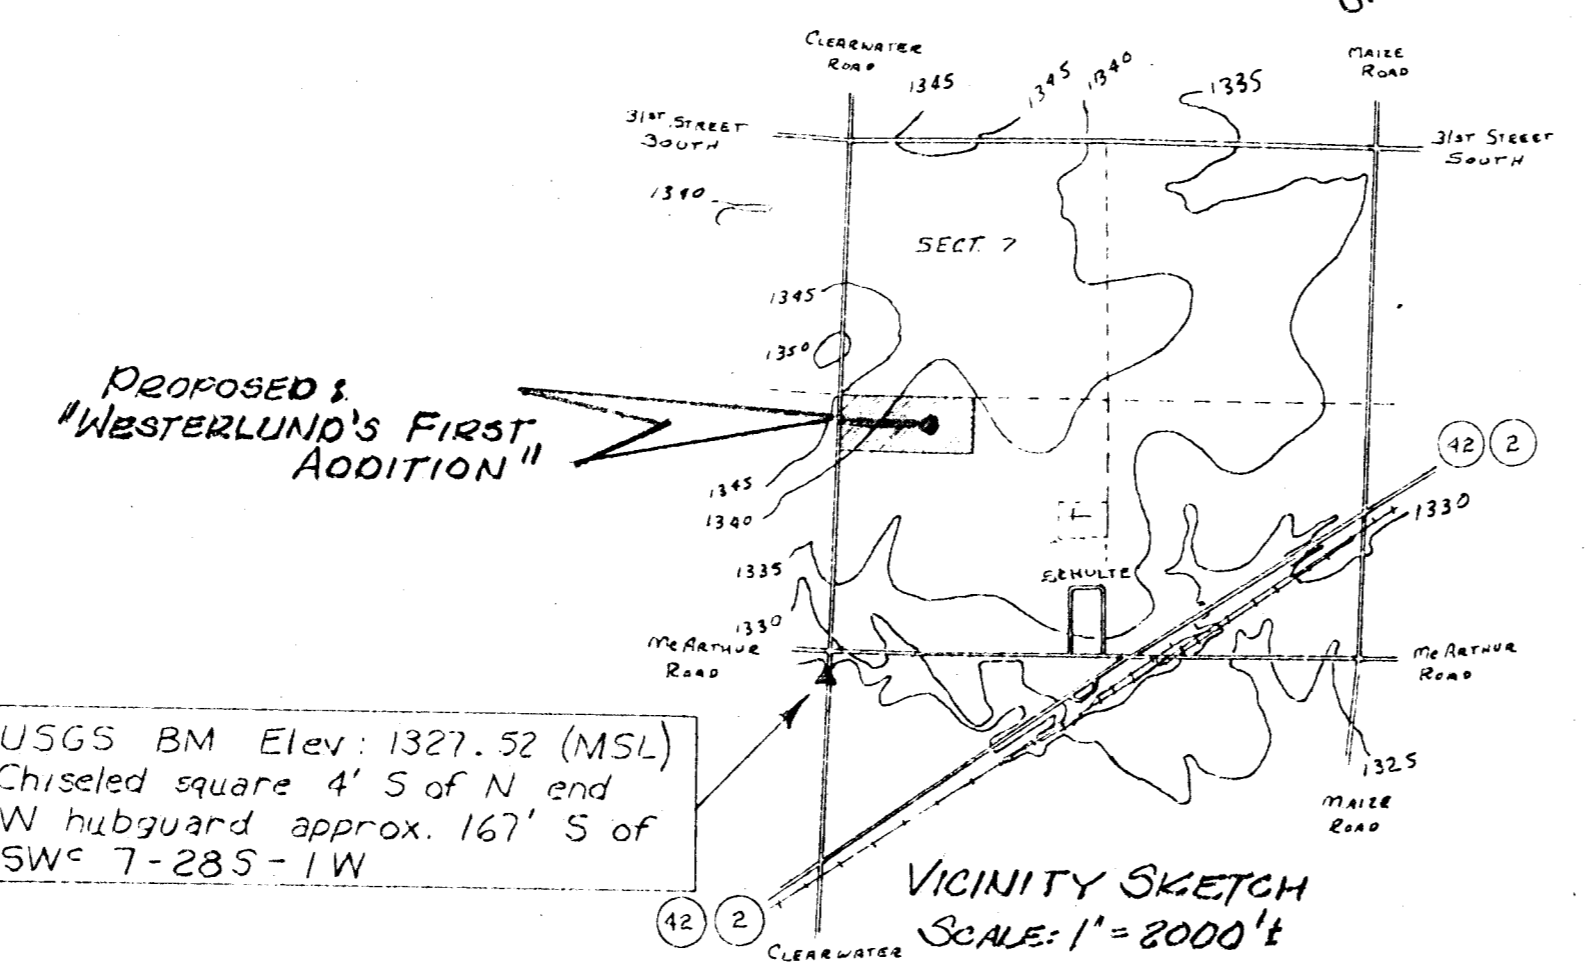 CLEARWATER
ROAD
MAIZE
ROAD
1345
1345
1340
1335
31ST. STREET
SOUTH
31ST STREET
SOUTH
1340
SECT. 7
1345
1350
PROPOSED:
"WESTERLUND'S FIRST
ADDITION"
42 2
1345
1340
1330
1335
SCHULTE
1330
McARTHUR
ROAD
McARTHUR
ROAD
USGS BM Elev: 1327.52 (MSL)
Chiseled square 4' S of N end
W hubguard approx. 167' S of
SWc 7-28S-1W
1325
MAIZE
ROAD
VICINITY SKETCH
SCALE: 1" = 2000'±
42 2
CLEARWATER